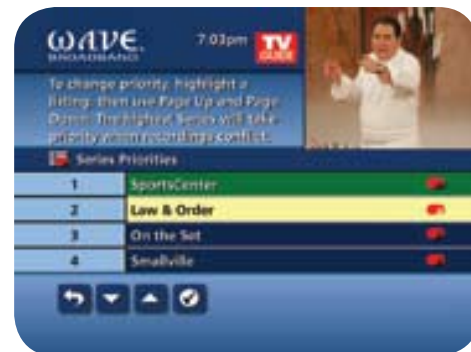 WAVE
BROADBAND
7:03pm
TV
GUIDE
To change priority, highlight a
listing, then use Page Up and Page
Down. The highest Series will take
priority when recordings conflict.
Series Priorities
1 SportsCenter
2 Law & Order
3 On the Set
4 Smallville